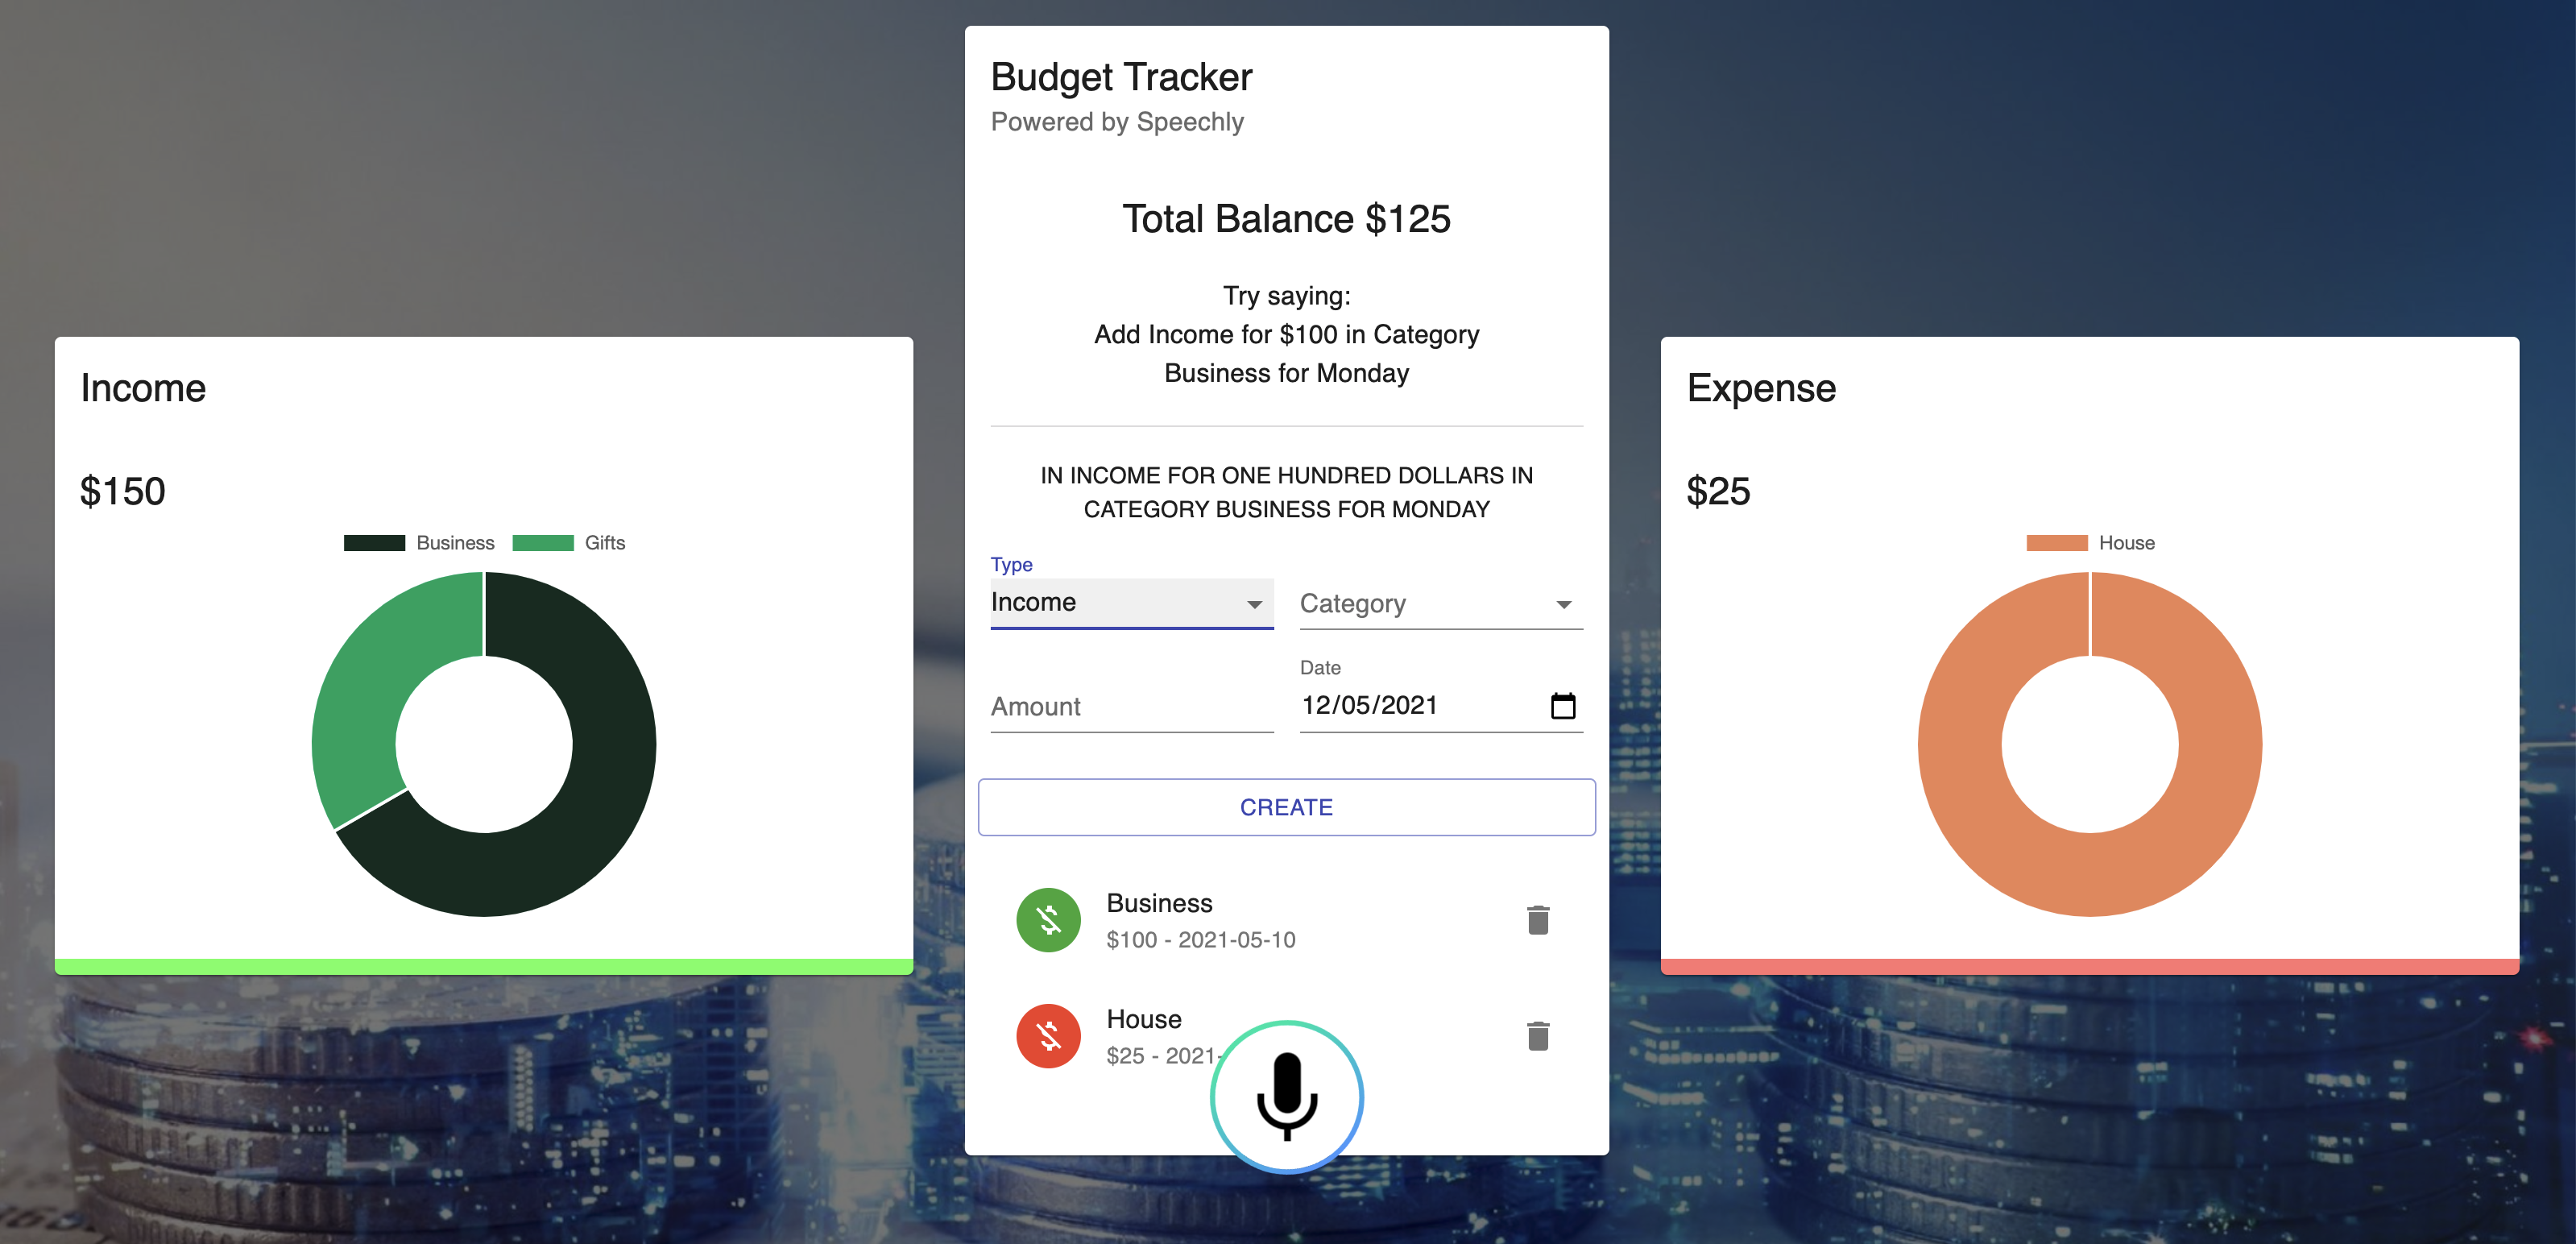 Income
$150
Business Gifts
Budget Tracker
Powered by Speechly
Total Balance $125
Try saying:
Add Income for $100 in Category
Business for Monday
IN INCOME FOR ONE HUNDRED DOLLARS IN
CATEGORY BUSINESS FOR MONDAY
Type
Income
Category
Amount
Date
12/05/2021
CREATE
Business
$100 - 2021-05-10
House
$25 - 2021-
Expense
$25
House